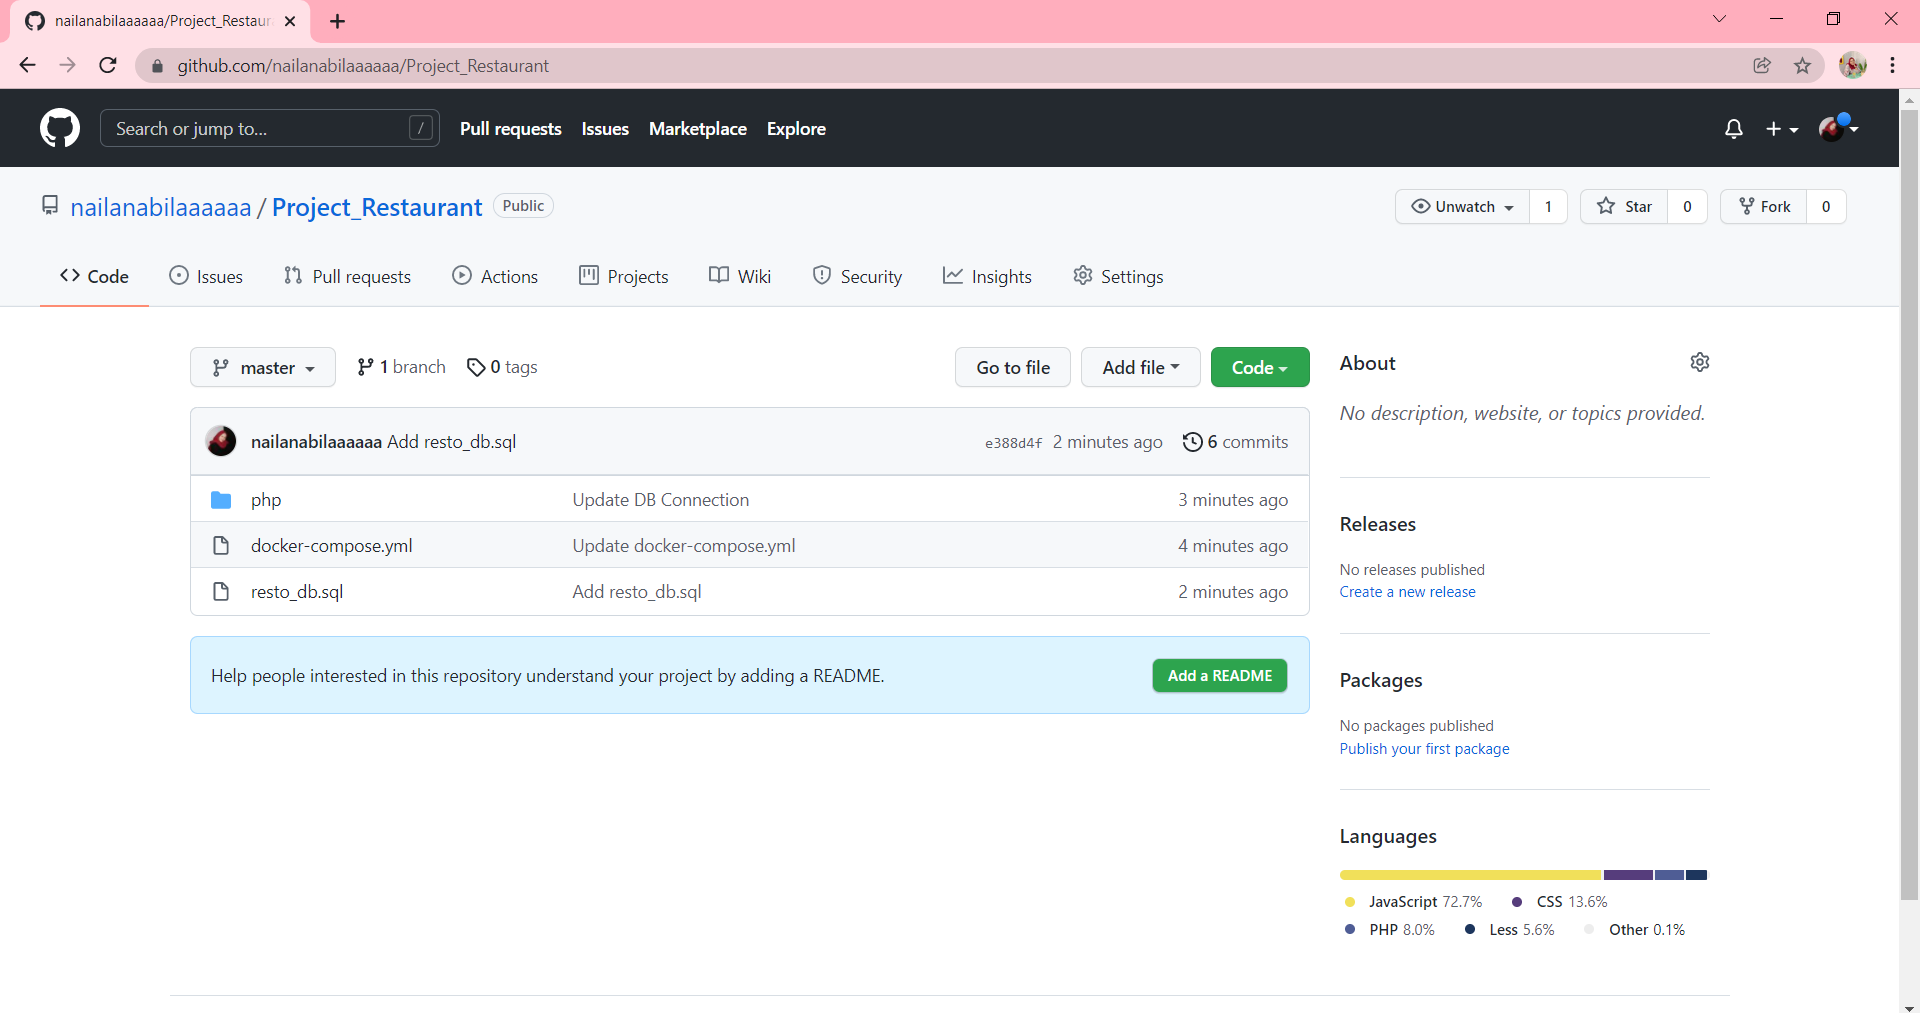 nailanabilaaaaaa/Project_Restaur
github.com/nailanabilaaaaaa/Project_Restaurant
Search or jump to... / Pull requests Issues Marketplace Explore
nailanabilaaaaaa / Project_Restaurant Public Unwatch 1 Star 0 Fork 0
Code Issues Pull requests Actions Projects Wiki Security Insights Settings
master 1 branch 0 tags Go to file Add file Code
nailanabilaaaaaa Add resto_db.sql e388d4f 2 minutes ago 6 commits
php Update DB Connection 3 minutes ago
docker-compose.yml Update docker-compose.yml 4 minutes ago
resto_db.sql Add resto_db.sql 2 minutes ago
Help people interested in this repository understand your project by adding a README. Add a README
About
No description, website, or topics provided.
Releases
No releases published
Create a new release
Packages
No packages published
Publish your first package
Languages
JavaScript 72.7% CSS 13.6%
PHP 8.0% Less 5.6% Other 0.1%